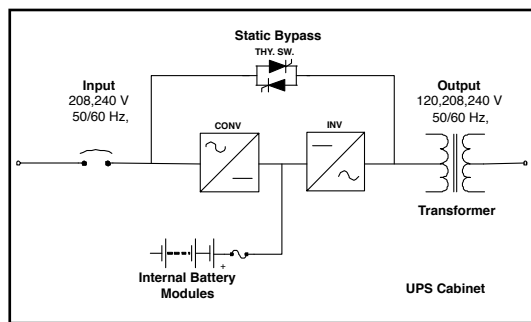 Static Bypass
THY. SW.
Input
208,240 V
50/60 Hz,
Output
120,208,240 V
50/60 Hz,
CONV
INV
Transformer
+
Internal Battery
Modules
UPS Cabinet